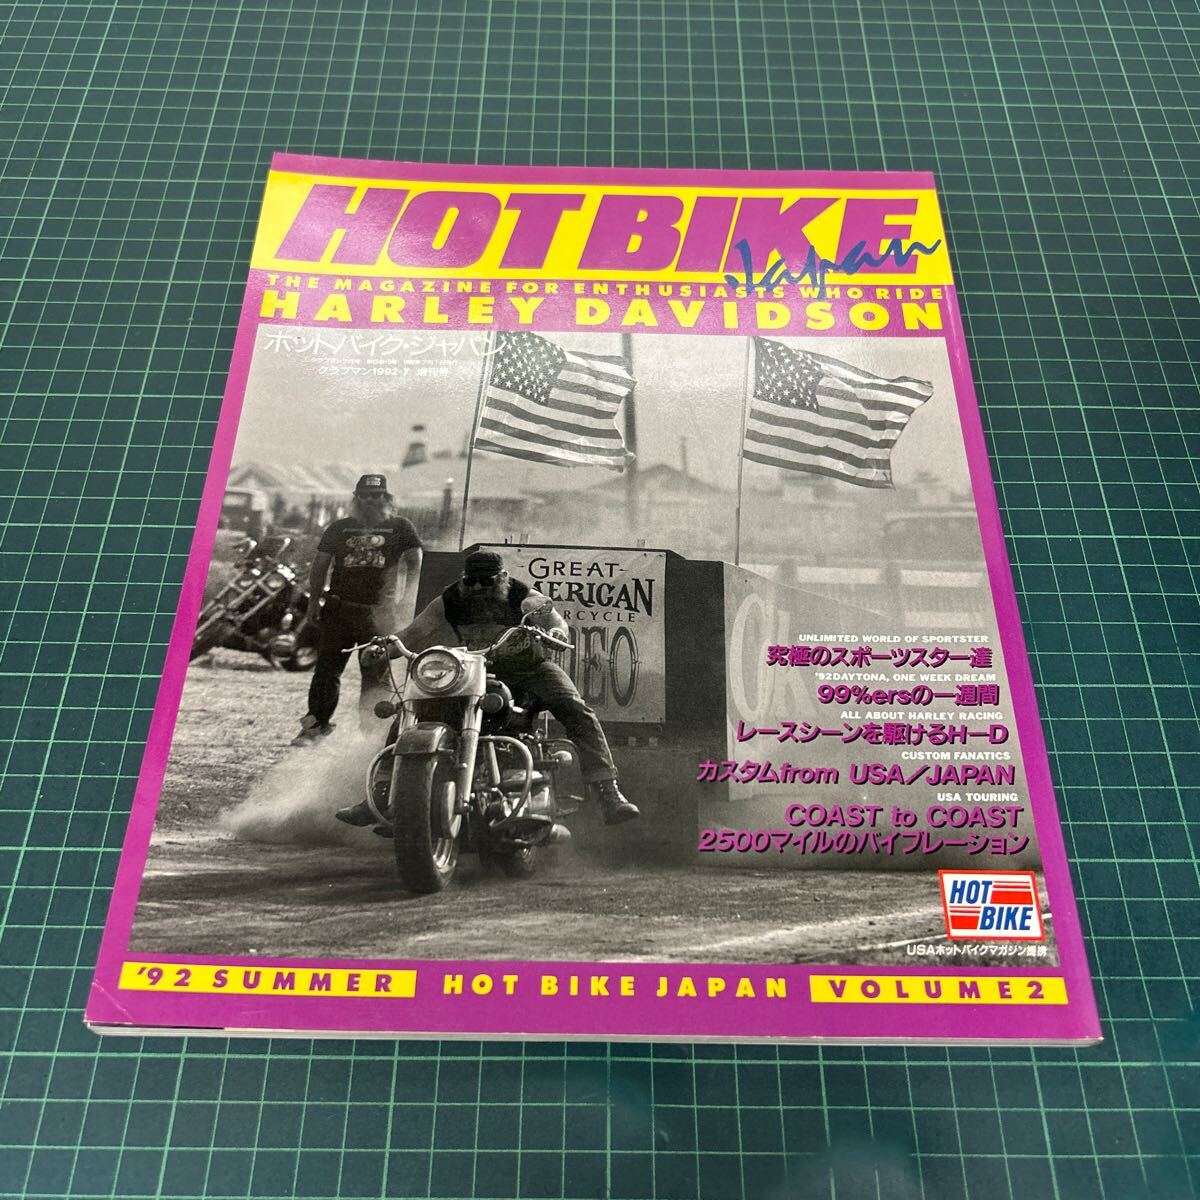 HOT BIKE
Japan
THE MAGAZINE FOR ENTHUSIASTS WHO RIDE
HARLEY DAVIDSON
ホットバイク・ジャパン
クラブマン1992・7 増刊号
GREAT
AMERICAN
UNLIMITED WORLD OF SPORTSTER
究極のスポーツスター達
'92 DAYTONA, ONE WEEK DREAM
99%ersの一週間
ALL ABOUT HARLEY RACING
レースシーンを駆けるH—D
CUSTOM FANATICS
カスタムfrom USA/JAPAN
USA TOURING
COAST to COAST
2500マイルのバイブレーション
HOT
BIKE
USAホットバイクマガジン提携
'92 SUMMER HOT BIKE JAPAN VOLUME 2